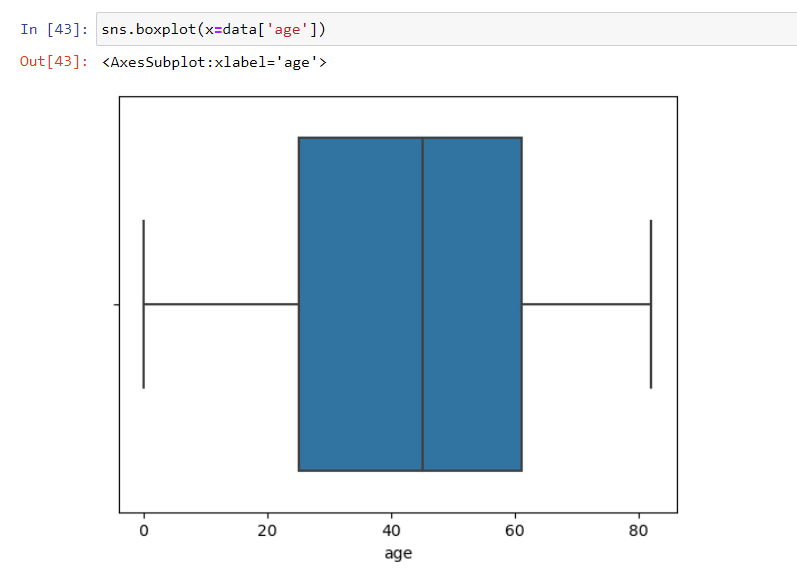 In [43]: sns.boxplot(x=data['age'])
Out[43]: <AxesSubplot:xlabel='age'>
0 20 40 60 80
age